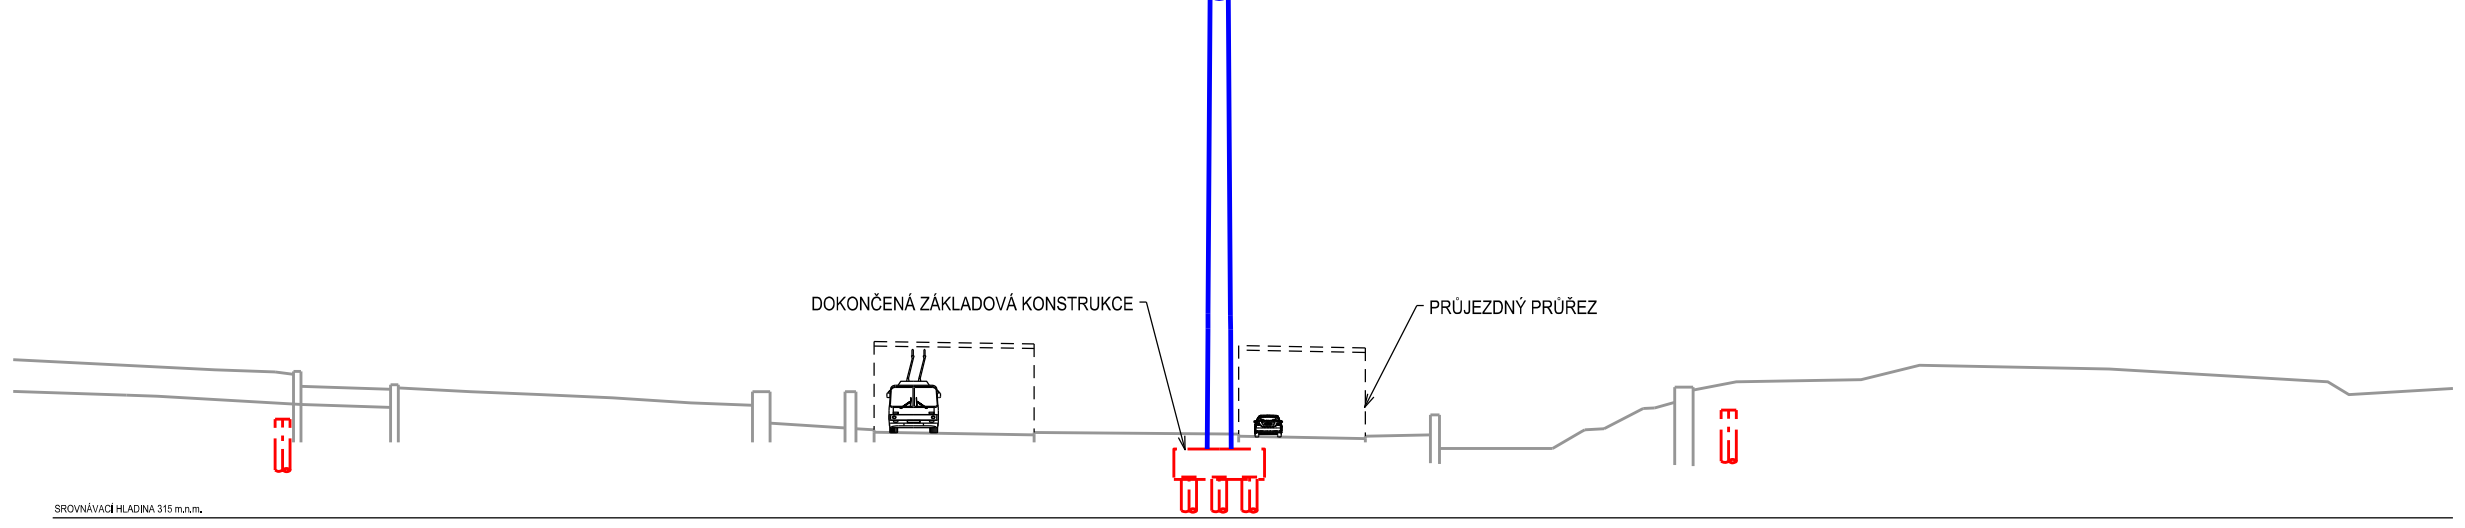 DOKONČENÁ ZÁKLADOVÁ KONSTRUKCE
PRŮJEZDNÝ PRŮŘEZ
SROVNÁVACÍ HLADINA 315 m.n.m.